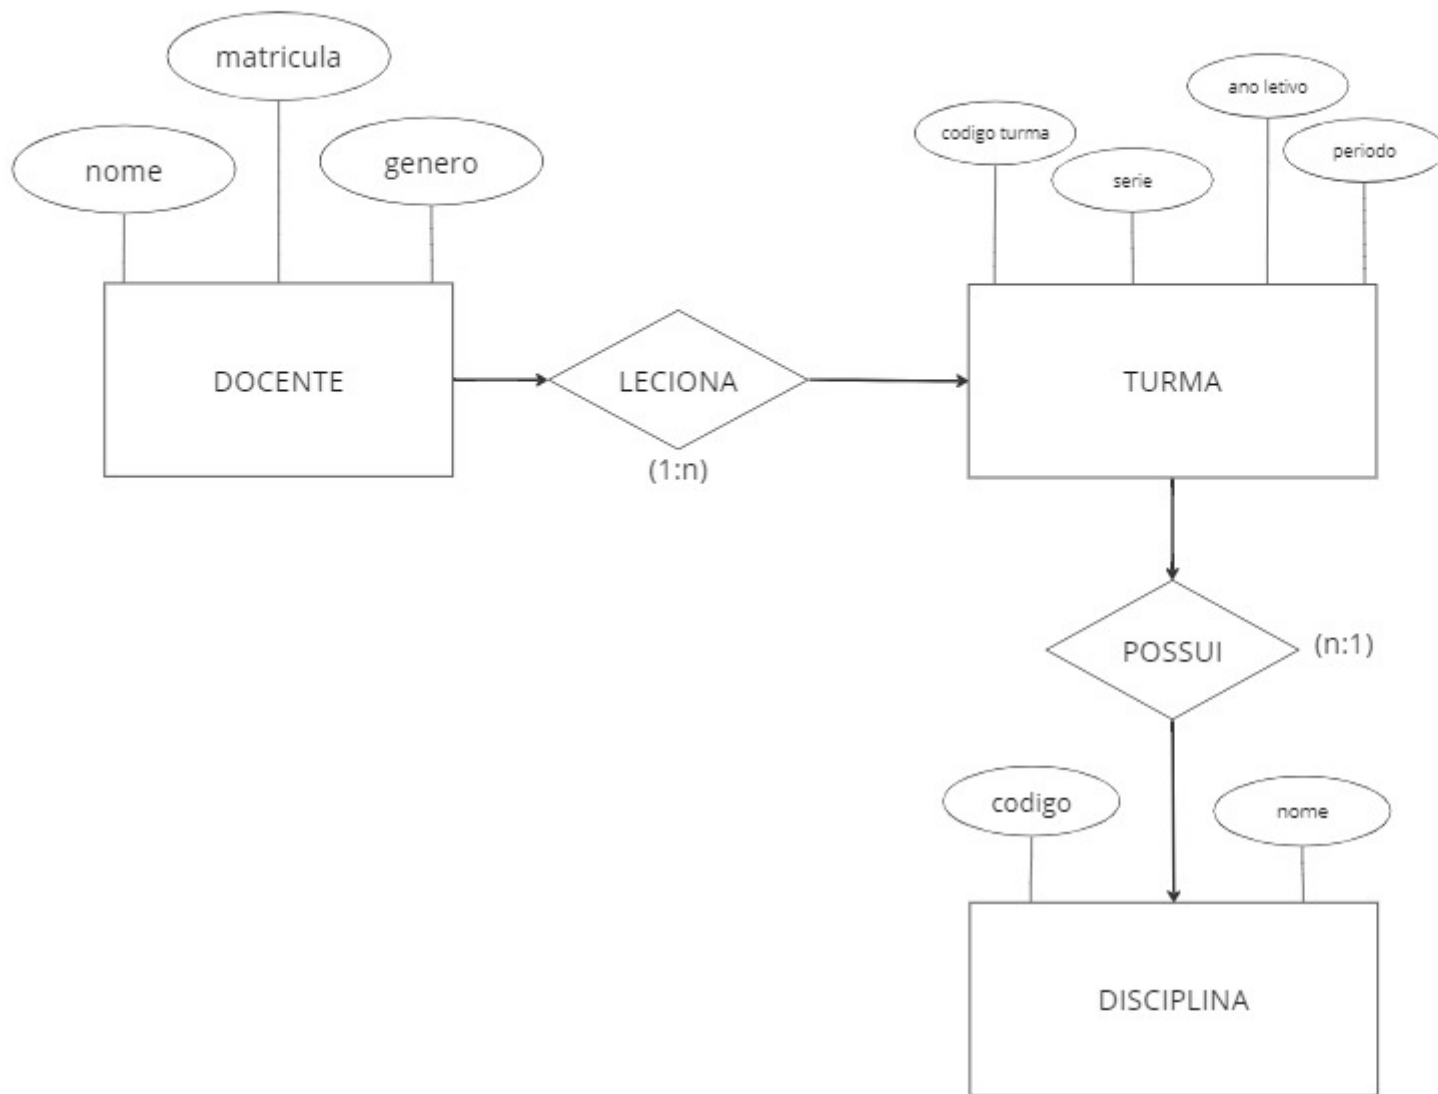 matricula
nome
genero
ano letivo
codigo turma
periodo
serie
DOCENTE
LECIONA
TURMA
(1:n)
POSSUI
(n:1)
codigo
nome
DISCIPLINA